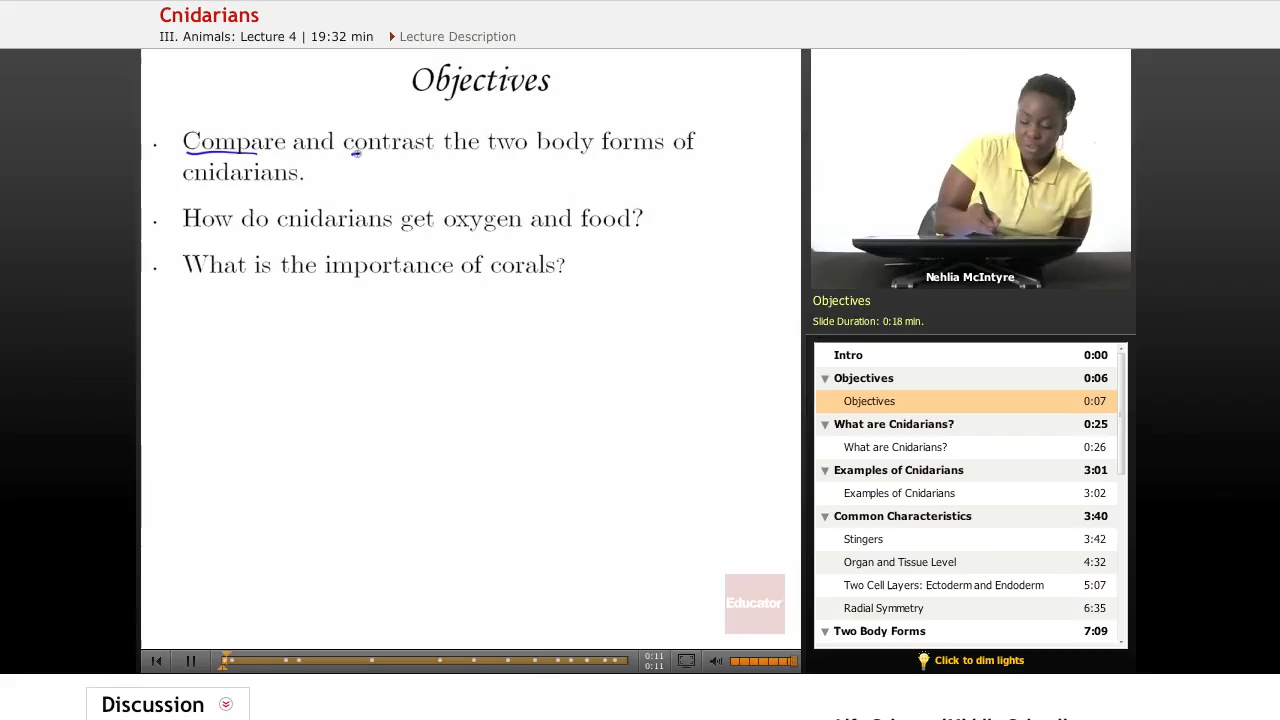 Cnidarians
III. Animals: Lecture 4 | 19:32 min
Lecture Description
Objectives
. Compare and contrast the two body forms of
cnidarians.
. How do cnidarians get oxygen and food?
. What is the importance of corals?
Educator
0:11
0:11
Nehlia McIntyre
Objectives
Slide Duration: 0:18 min.
Intro 0:00
Objectives 0:06
Objectives 0:07
What are Cnidarians? 0:25
What are Cnidarians? 0:26
Examples of Cnidarians 3:01
Examples of Cnidarians 3:02
Common Characteristics 3:40
Stingers 3:42
Organ and Tissue Level 4:32
Two Cell Layers: Ectoderm and Endoderm 5:07
Radial Symmetry 6:35
Two Body Forms 7:09
Click to dim lights
Discussion